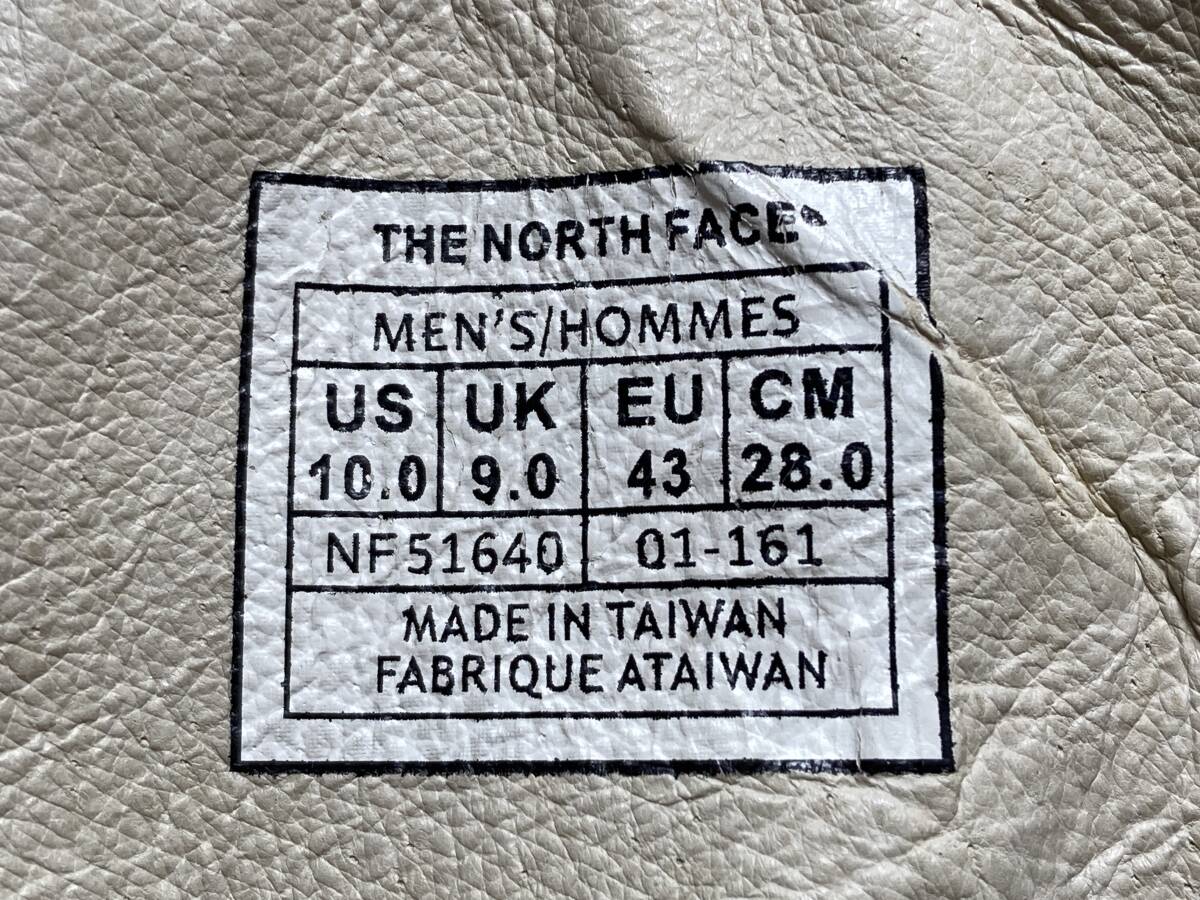 THE NORTH FACE®
MEN'S/HOMMES
US UK EU CM
10.0 9.0 43 28.0
NF51640 01-161
MADE IN TAIWAN
FABRIQUE ATAIWAN